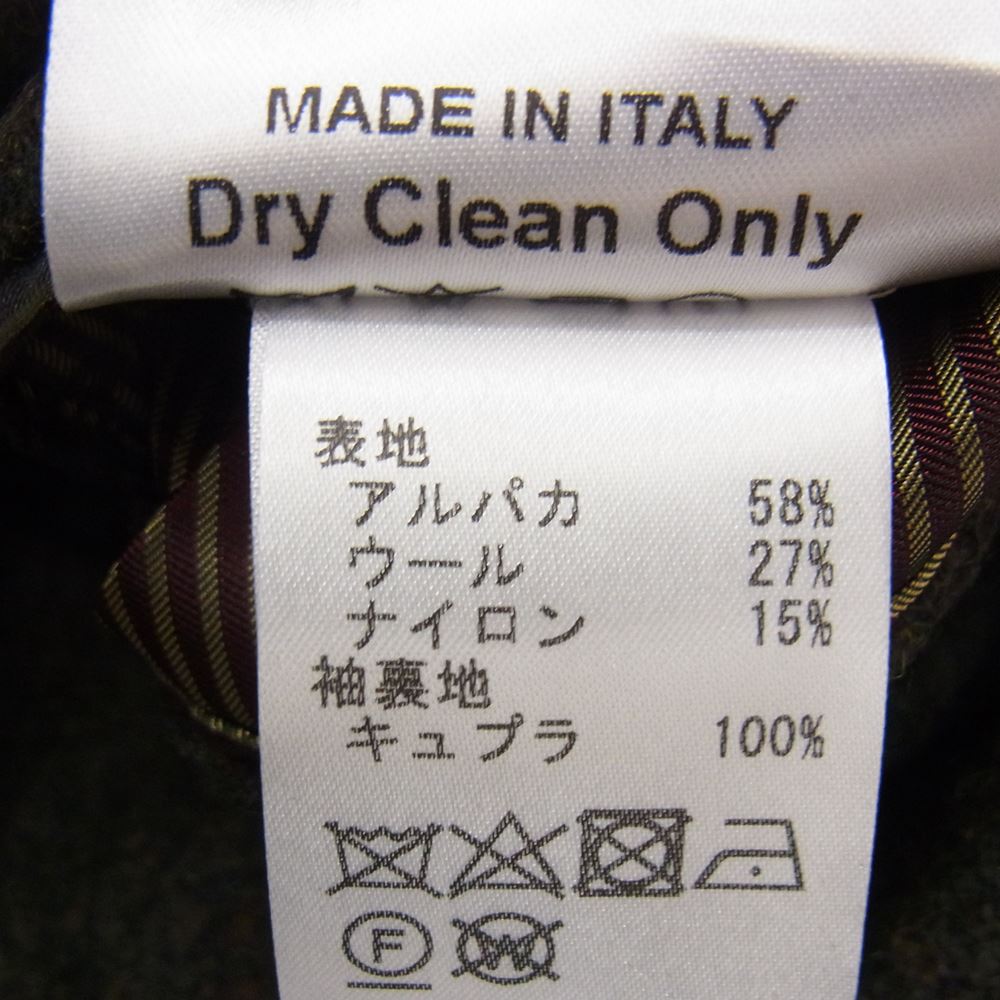 MADE IN ITALY
Dry Clean Only
表地
アルパカ 58%
ウール 27%
ナイロン 15%
袖裏地
キュプラ 100%
F
W